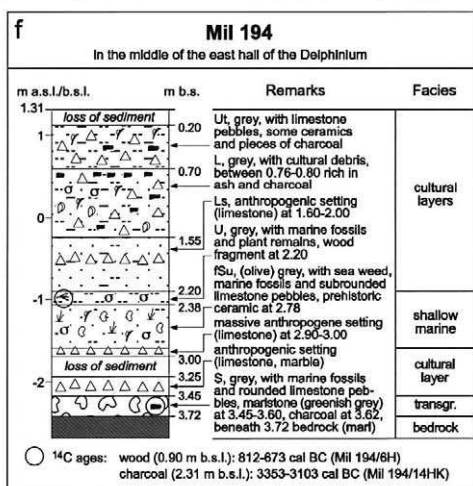 f
Mil 194
In the middle of the east hall of the Delphinium
m a.s.l./b.s.l. m b.s. Remarks Facies
1.31
loss of sediment
0.20
1
0.70
0
1.55
-1
2.20
2.38
3.00
loss of sediment
3.25
-2
3.45
3.72
Ut, grey, with limestone
pebbles, some ceramics
and pieces of charcoal
L, grey, with cultural debris,
between 0.76-0.80 rich in
ash and charcoal
Ls, anthropogenic setting
(limestone) at 1.60-2.00
U, grey, with marine fossils
and plant remains, wood
fragment at 2.20
fSu, (olive) grey, with sea weed,
marine fossils and subrounded
limestone pebbles, prehistoric
ceramic at 2.78
massive anthropogene setting
(limestone) at 2.90-3.00
anthropogenic setting
(limestone, marble)
S, grey, with marine fossils
and rounded limestone peb-
bles, marlstone (greenish grey)
at 3.45-3.60, charcoal at 3.62,
beneath 3.72 bedrock (marl)
cultural
layers
shallow
marine
cultural
layer
transgr.
bedrock
14C ages: wood (0.90 m b.s.l.): 812-673 cal BC (Mil 194/6H)
charcoal (2.31 m b.s.l.): 3353-3103 cal BC (Mil 194/14HK)